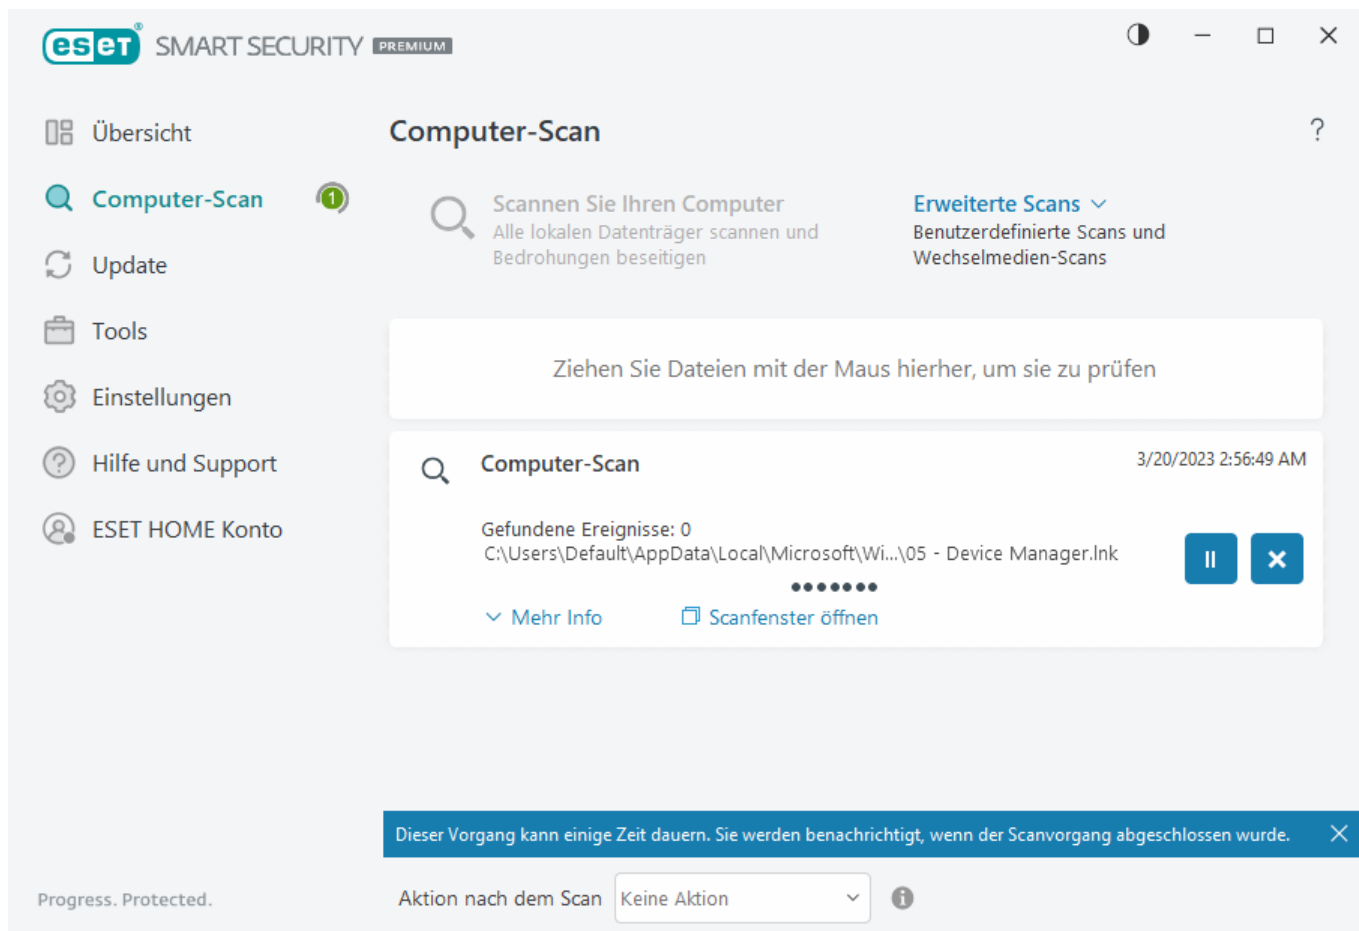 eset® SMART SECURITY PREMIUM
Übersicht
Computer-Scan
1
Update
Tools
Einstellungen
Hilfe und Support
ESET HOME Konto
Progress. Protected.
Computer-Scan
?
Scannen Sie Ihren Computer
Alle lokalen Datenträger scannen und
Bedrohungen beseitigen
Erweiterte Scans
Benutzerdefinierte Scans und
Wechselmedien-Scans
Ziehen Sie Dateien mit der Maus hierher, um sie zu prüfen
Computer-Scan
3/20/2023 2:56:49 AM
Gefundene Ereignisse: 0
C:\Users\Default\AppData\Local\Microsoft\Wi...\05 - Device Manager.lnk
Mehr Info
Scanfenster öffnen
Dieser Vorgang kann einige Zeit dauern. Sie werden benachrichtigt, wenn der Scanvorgang abgeschlossen wurde.
Aktion nach dem Scan
Keine Aktion